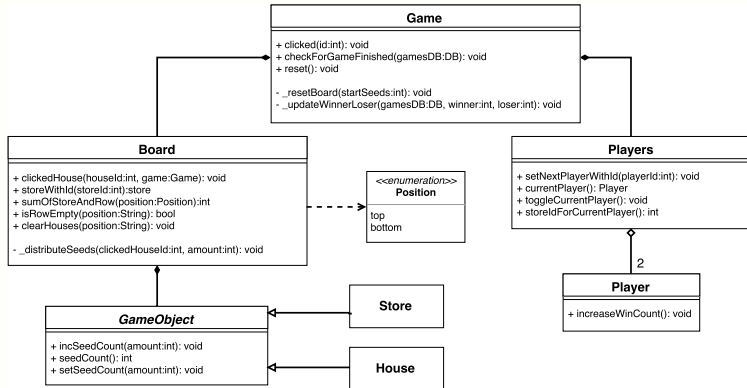 Game
+ clicked(id:int): void
+ checkForGameFinished(gamesDB:DB): void
+ reset(): void
- _resetBoard(startSeeds:int): void
- _updateWinnerLoser(gamesDB:DB, winner:int, loser:int): void
Board
+ clickedHouse(houseId:int, game:Game): void
+ storeWithId(storeId:int):store
+ sumOfStoreAndRow(position:Position):int
+ isRowEmpty(position:String): bool
+ clearHouses(position:String): void
- _distributeSeeds(clickedHouseId:int, amount:int): void
<<enumeration>>
Position
top
bottom
Players
+ setNextPlayerWithId(playerId:int): void
+ currentPlayer(): Player
+ toggleCurrentPlayer(): void
+ storeIdForCurrentPlayer(): int
2
Player
+ increaseWinCount(): void
GameObject
+ incSeedCount(amount:int): void
+ seedCount(): int
+ setSeedCount(amount:int): void
Store
House